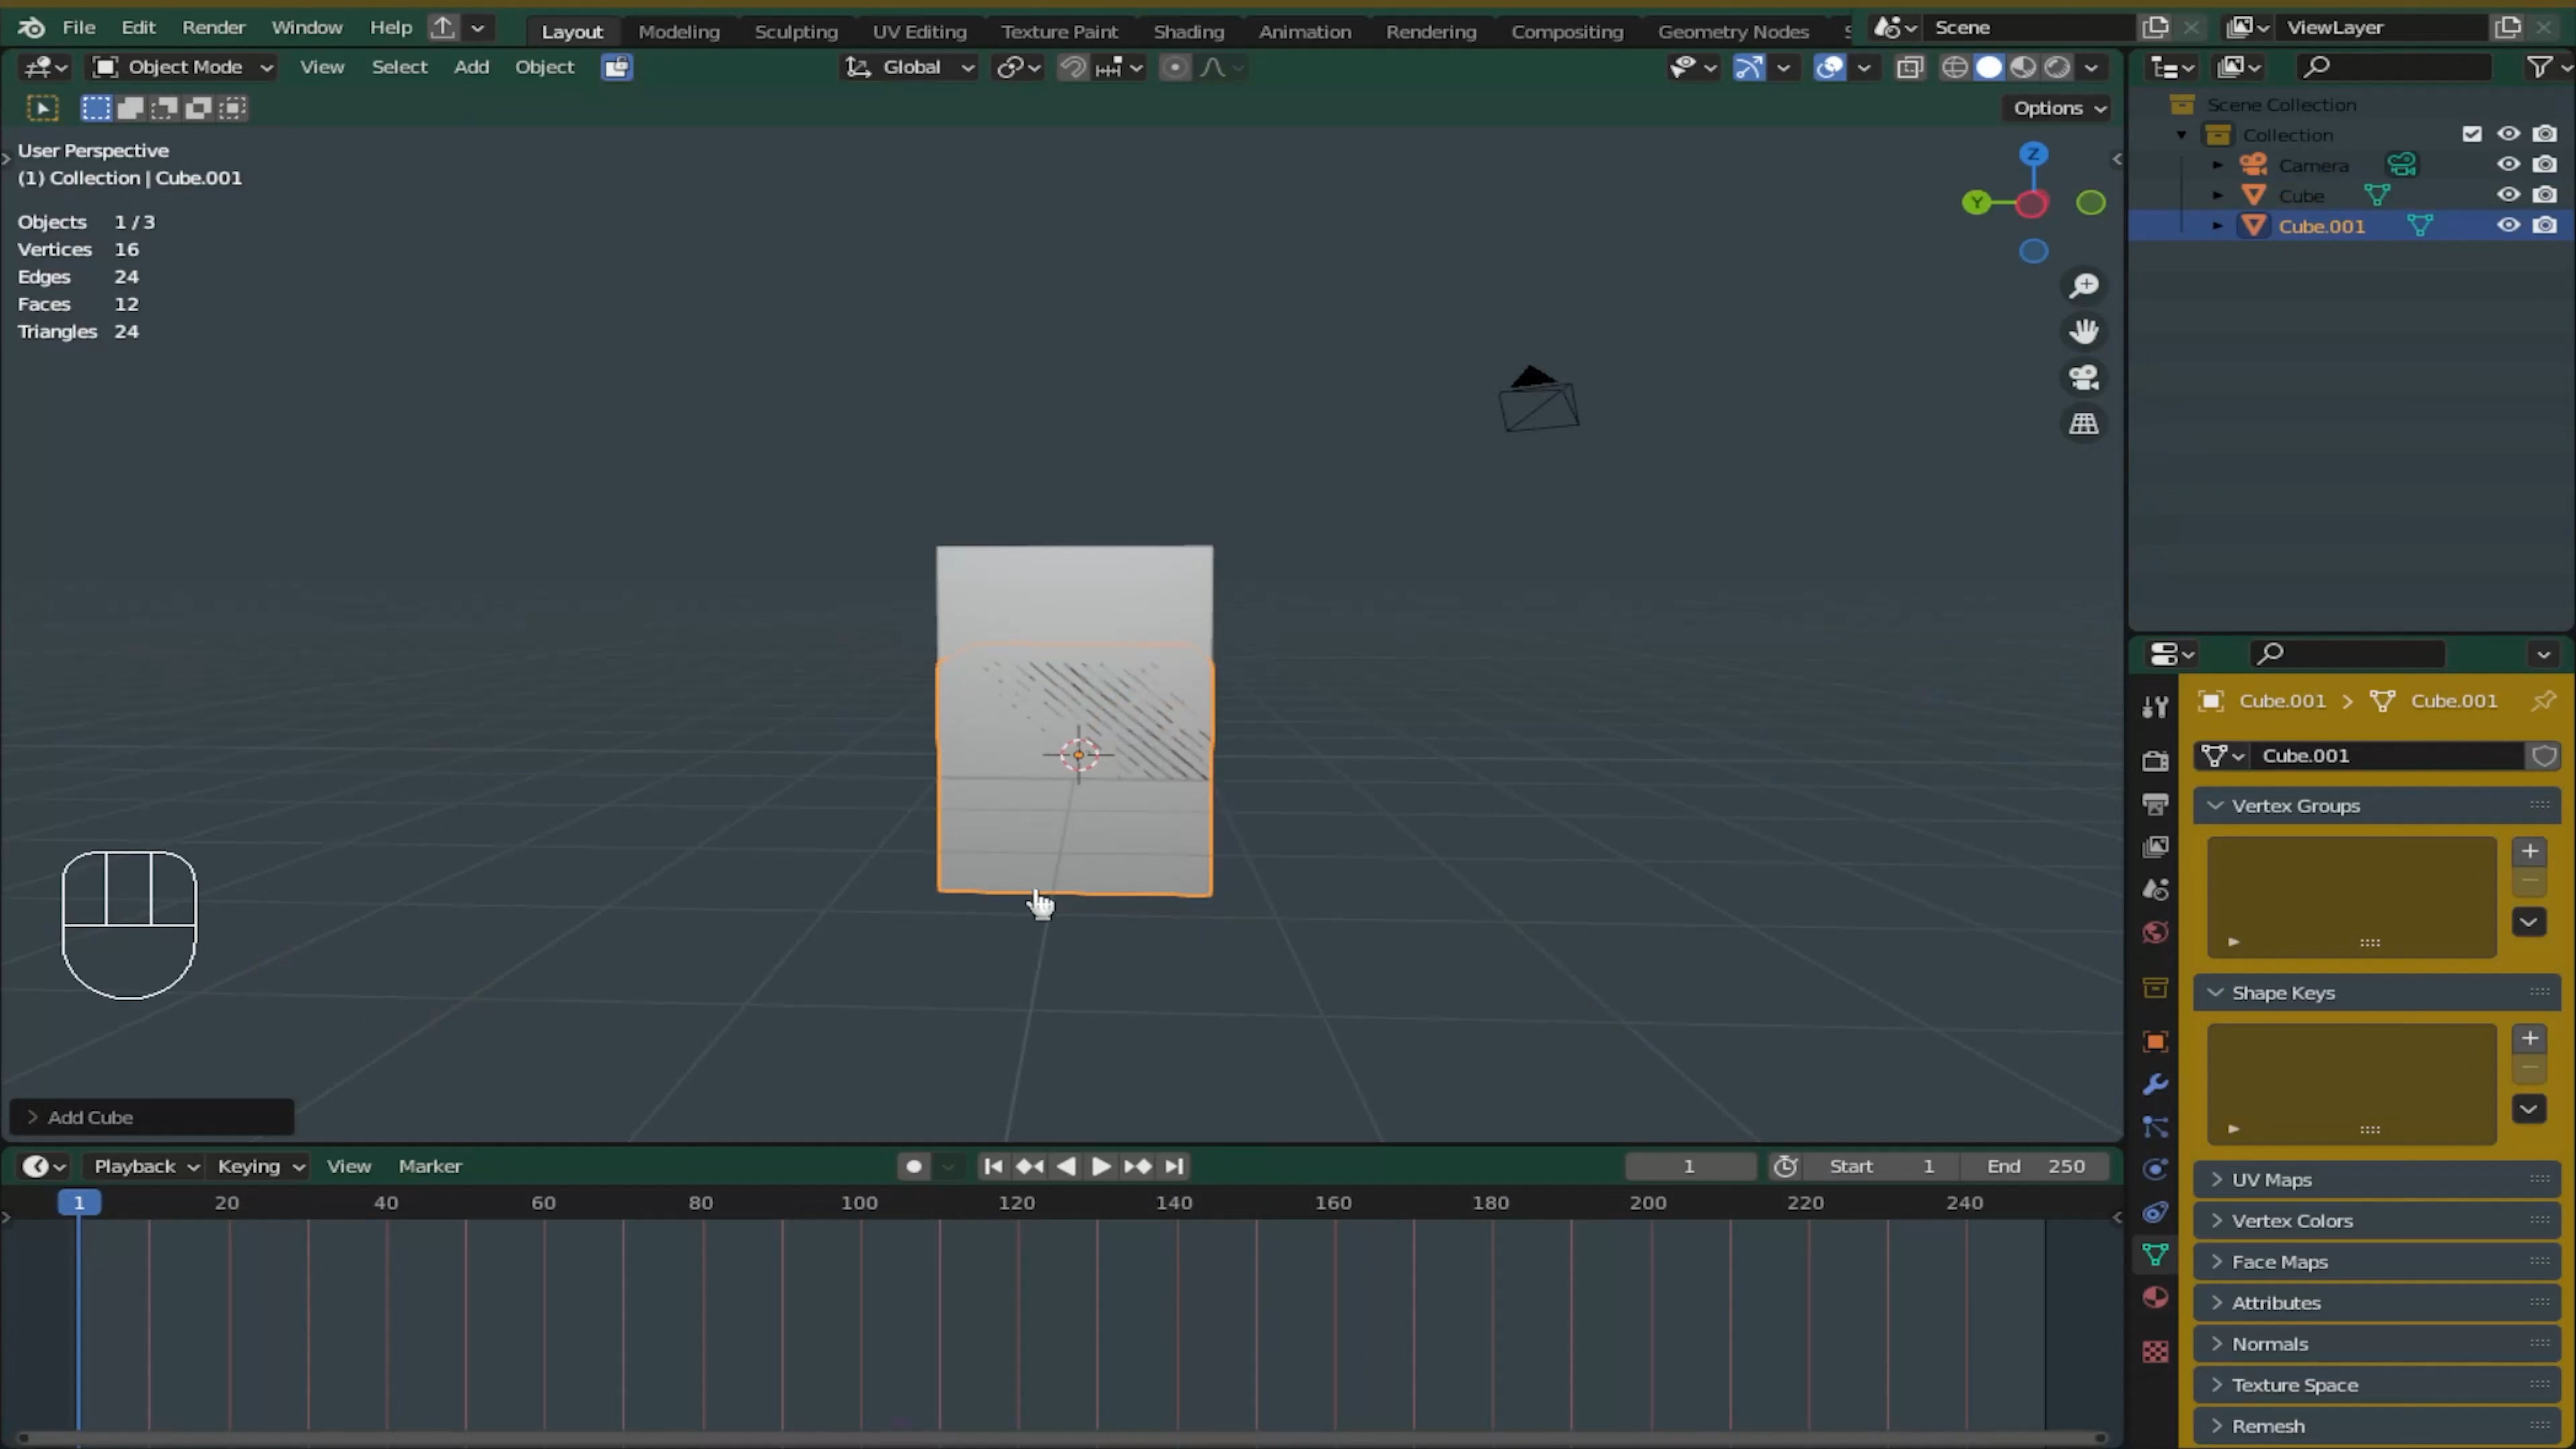 File Edit Render Window Help Layout Modeling Sculpting UV Editing Texture Paint Shading Animation Rendering Compositing Geometry Nodes Scene ViewLayer
Object Mode View Select Add Object Global
Options
User Perspective
(1) Collection | Cube.001
Objects 1 / 3
Vertices 16
Edges 24
Faces 12
Triangles 24
Z
Y
Add Cube
Scene Collection
Collection
Camera
Cube
Cube.001
Cube.001 > Cube.001
Cube.001
Vertex Groups
Shape Keys
UV Maps
Vertex Colors
Face Maps
Attributes
Normals
Texture Space
Remesh
Playback Keying View Marker 1 Start 1 End 250
1 20 40 60 80 100 120 140 160 180 200 220 240